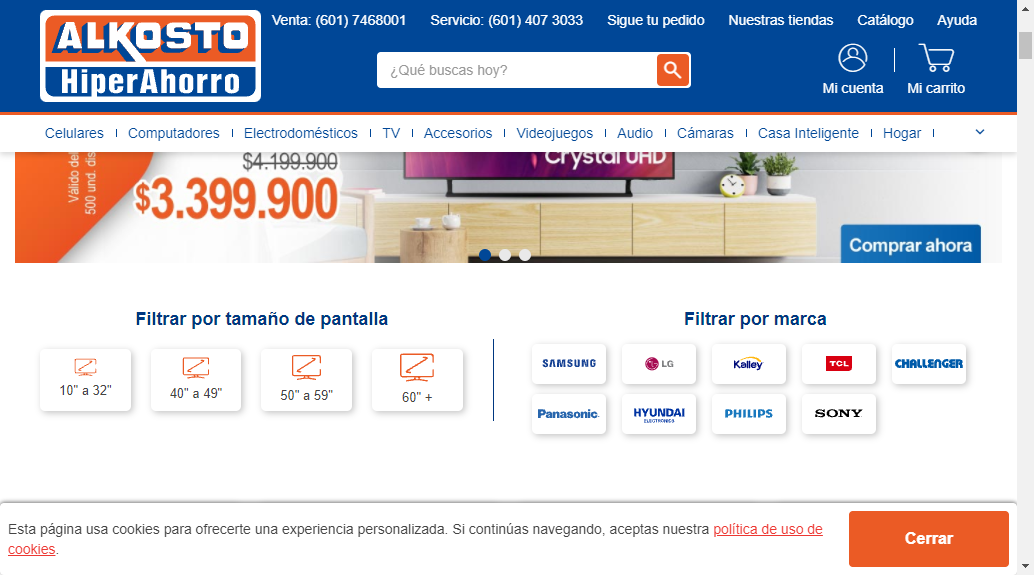 ALKOSTO
HiperAhorro
Venta: (601) 7468001
Servicio: (601) 407 3033
Sigue tu pedido
Nuestras tiendas
Catálogo
Ayuda
¿Qué buscas hoy?
Mi cuenta
Mi carrito
Celulares
Computadores
Electrodomésticos
TV
Accesorios
Videojuegos
Audio
Cámaras
Casa Inteligente
Hogar
Válido del
500 und. dis
$4.199.900
$3.399.900
Crystal UHD
Comprar ahora
Filtrar por tamaño de pantalla
10" a 32"
40" a 49"
50" a 59"
60" +
Filtrar por marca
SAMSUNG
LG
Kalley
TCL
CHALLENGER
Panasonic
HYUNDAI
ELECTRONICS
PHILIPS
SONY
Esta página usa cookies para ofrecerte una experiencia personalizada. Si continúas navegando, aceptas nuestra política de uso de
cookies.
Cerrar